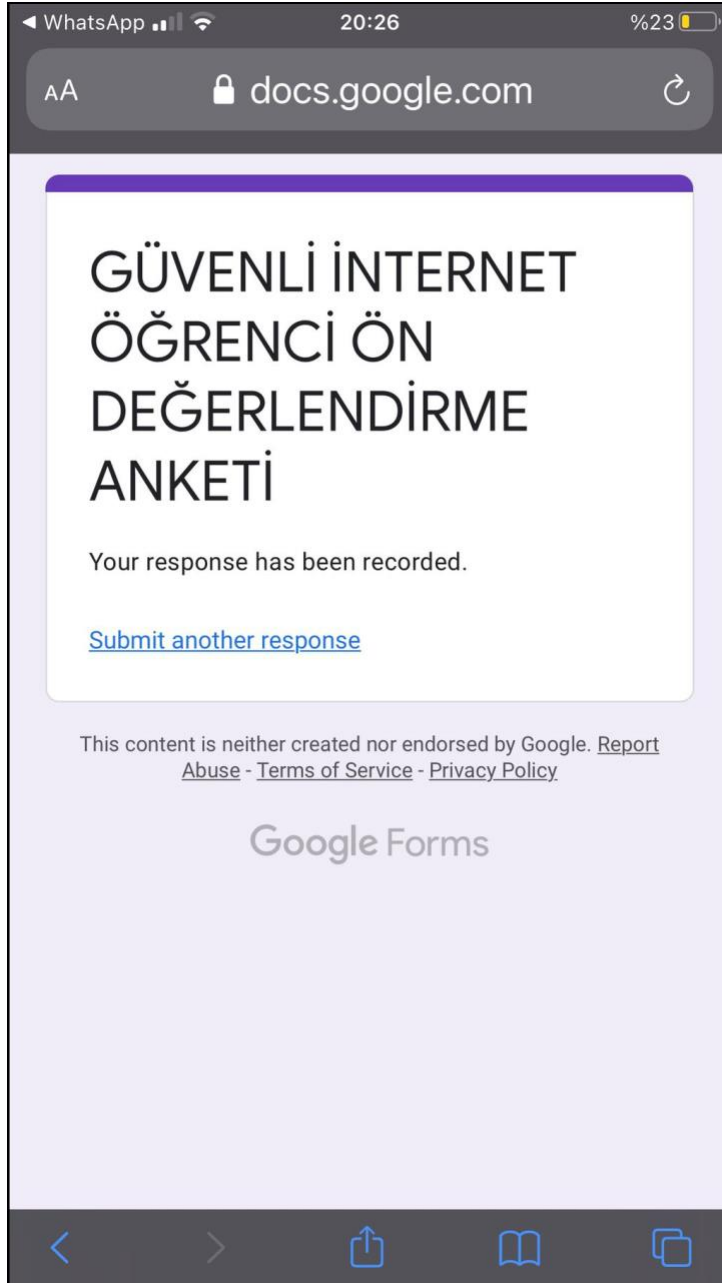 WhatsApp 20:26 %23
AA docs.google.com
GÜVENLİ İNTERNET
ÖĞRENCİ ÖN
DEĞERLENDİRME
ANKETİ
Your response has been recorded.
Submit another response
This content is neither created nor endorsed by Google. Report
Abuse - Terms of Service - Privacy Policy
Google Forms